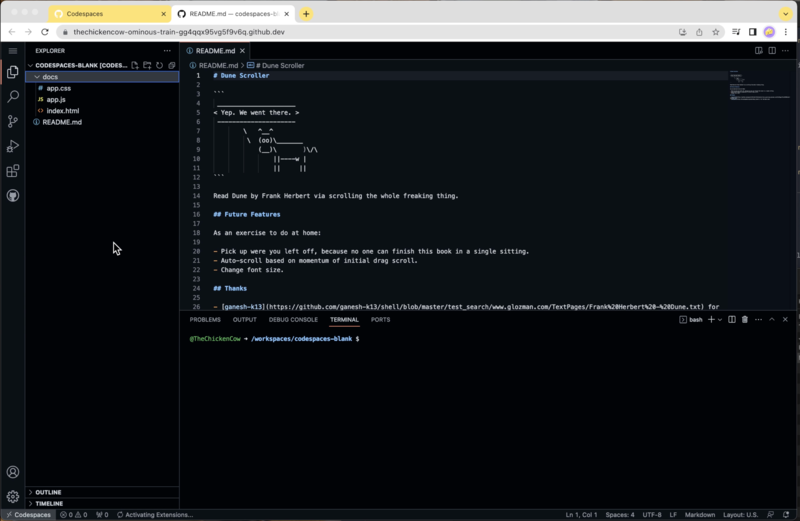 Codespaces
README.md — codespaces-b
thechickencow-ominous-train-gg4qqx95vg5f9v6q.github.dev
EXPLORER
CODESPACES-BLANK [CODES...
docs
app.css
app.js
index.html
README.md
OUTLINE
TIMELINE
README.md
README.md > # Dune Scroller
1 # Dune Scroller
2
3 ```
4 ______________________
5 < Yep. We went there. >
6 ----------------------
7 \ ^__^
8 \ (oo)\_______
9 (__)\ )\/\
10 ||----w |
11 || ||
12 ```
13
14 Read Dune by Frank Herbert via scrolling the whole freaking thing.
15
16 ## Future Features
17
18 As an exercise to do at home:
19
20 - Pick up were you left off, because no one can finish this book in a single sitting.
21 - Auto-scroll based on momentum of initial drag scroll.
22 - Change font size.
23
24 ## Thanks
25
26 - [ganesh-k13](https://github.com/ganesh-k13/shell/blob/master/test_search/www.glozman.com/TextPages/Frank%20Herbert%20-%20Dune.txt) for
PROBLEMS OUTPUT DEBUG CONSOLE TERMINAL PORTS
bash
@TheChickenCow → /workspaces/codespaces-blank $
Codespaces 0 0 0 Activating Extensions... Ln 1, Col 1 Spaces: 4 UTF-8 LF Markdown Layout: U.S.